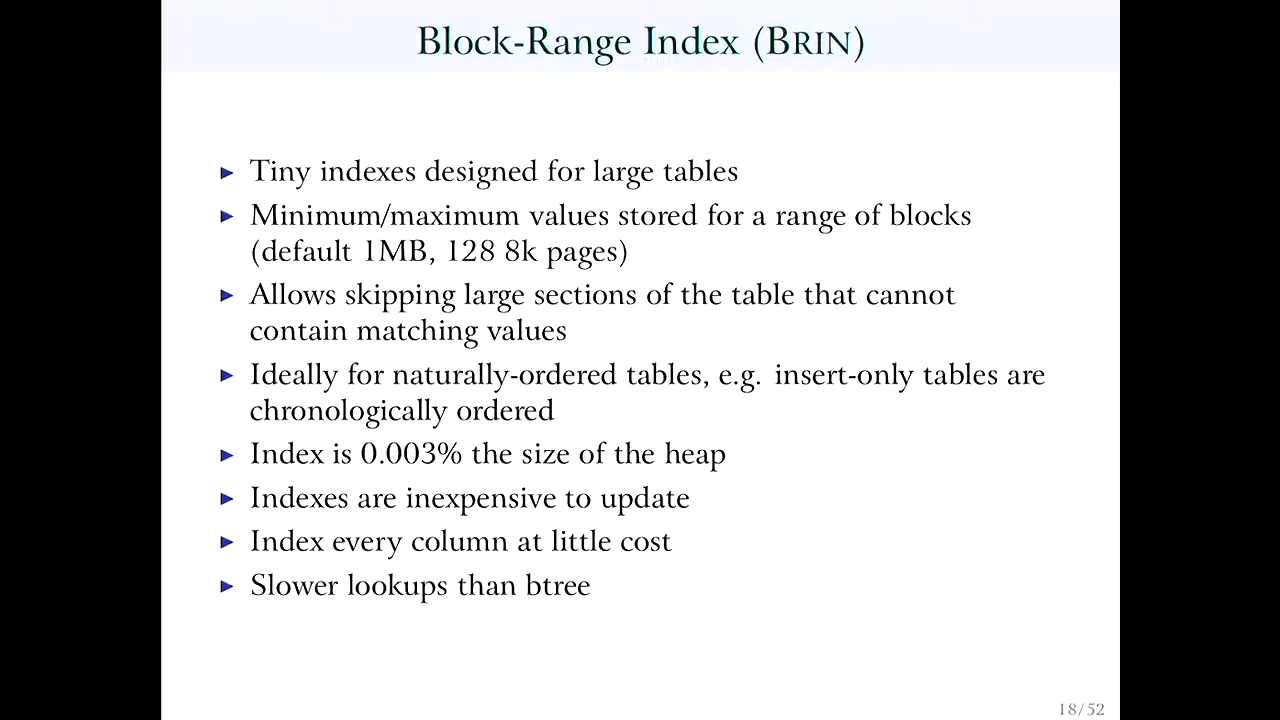 Block-Range Index (BRIN)
▶ Tiny indexes designed for large tables
▶ Minimum/maximum values stored for a range of blocks
(default 1MB, 128 8k pages)
▶ Allows skipping large sections of the table that cannot
contain matching values
▶ Ideally for naturally-ordered tables, e.g. insert-only tables are
chronologically ordered
▶ Index is 0.003% the size of the heap
▶ Indexes are inexpensive to update
▶ Index every column at little cost
▶ Slower lookups than btree
18/52